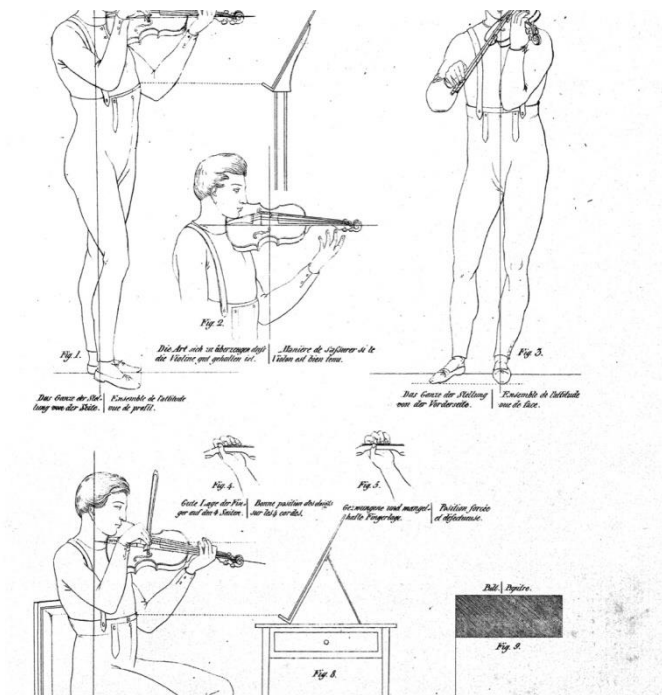 Fig. 2.
Fig. 1.
Die Art sich zu überzeugen daß
die Violine gut gehalten ist.
Manière de s'assurer si le
Violon est bien tenu.
Fig. 3.
Das Ganze der Stel-
lung von der Seite.
Ensemble de l'attitude
vue de profil.
Das Ganze der Stellung
von der Vorderseite.
Ensemble de l'attitude
vue de face.
Fig. 4.
Fig. 5.
Gute Lage der Fin-
ger auf den 4 Saiten.
Bonne position des doigts
sur les 4 cordes.
Gezwungene und mangel-
hafte Fingerlage.
Position forcée
et défectueuse.
Pult. Pupitre.
Fig. 9.
Fig. 8.